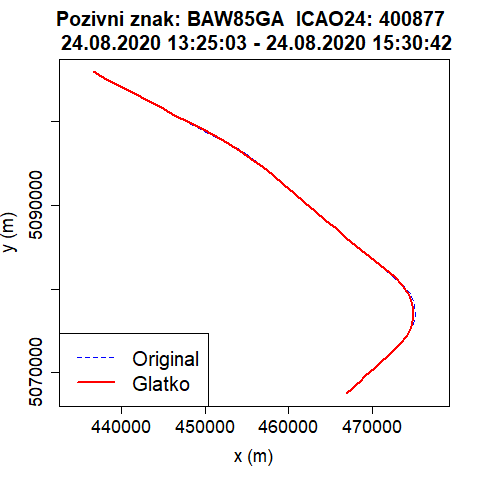 Pozivni znak: BAW85GA  ICAO24: 400877
24.08.2020 13:25:03 - 24.08.2020 15:30:42
y (m)
5090000
5070000
Original
Glatko
440000 450000 460000 470000
x (m)